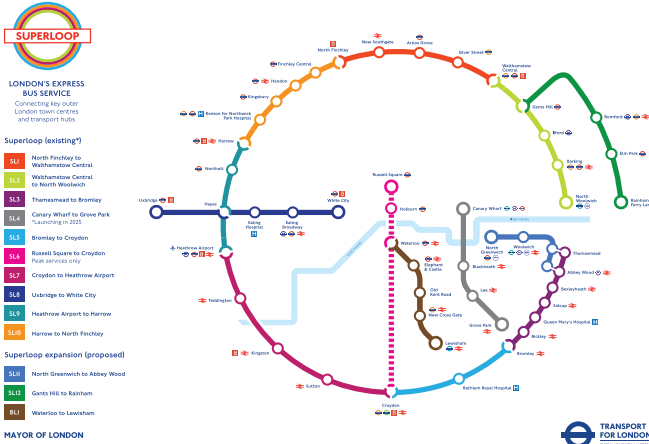 SUPERLOOP
LONDON'S EXPRESS
BUS SERVICE
Connecting key outer
London town centres
and transport hubs
Superloop (existing*)
SL1 North Finchley to
Walthamstow Central
SL2 Walthamstow Central
to North Woolwich
SL3 Thamesmead to Bromley
SL4 Canary Wharf to Grove Park
*Launching in 2025
SL5 Bromley to Croydon
SL6 Russell Square to Croydon
Peak services only
SL7 Croydon to Heathrow Airport
SL8 Uxbridge to White City
SL9 Heathrow Airport to Harrow
SL10 Harrow to North Finchley
Superloop expansion (proposed)
SL11 North Greenwich to Abbey Wood
SL12 Gants Hill to Rainham
BL1 Waterloo to Lewisham
MAYOR OF LONDON
North Finchley
New Southgate
Arnos Grove
Silver Street
Walthamstow
Central
Finchley Central
Hendon
Kingsbury
Kenton for Northwick
Park Hospital
Harrow
Northolt
Uxbridge
Hayes
Ealing
Hospital
Ealing
Broadway
White
City
Heathrow Airport
Teddington
Kingston
Sutton
Croydon
Russell Square
Holborn
Waterloo
Elephant
& Castle
Old
Kent Road
New Cross Gate
Lewisham
Canary Wharf
Blackheath
Lee
Grove Park
North
Greenwich
Woolwich
Thamesmead
Abbey Wood
Bexleyheath
Sidcup
Queen Mary's Hospital
Bickley
Bromley
Bethlem Royal Hospital
Gants Hill
Ilford
Barking
North
Woolwich
Romford
Elm Park
Rainham
Ferry La
TRANSPORT
FOR LONDON